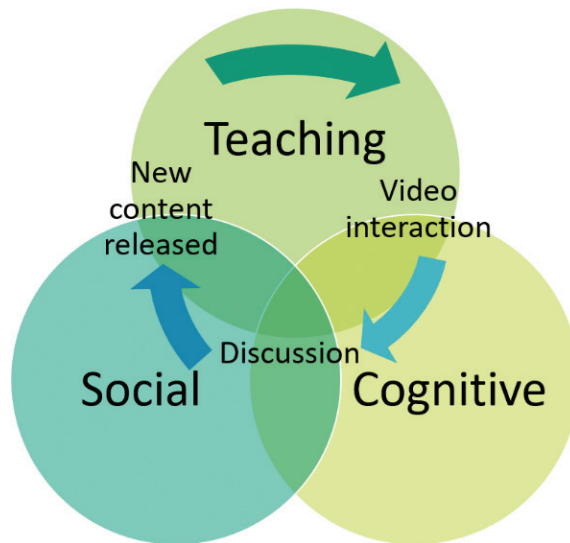 Teaching
New
content
released
Video
interaction
Discussion
Social
Cognitive